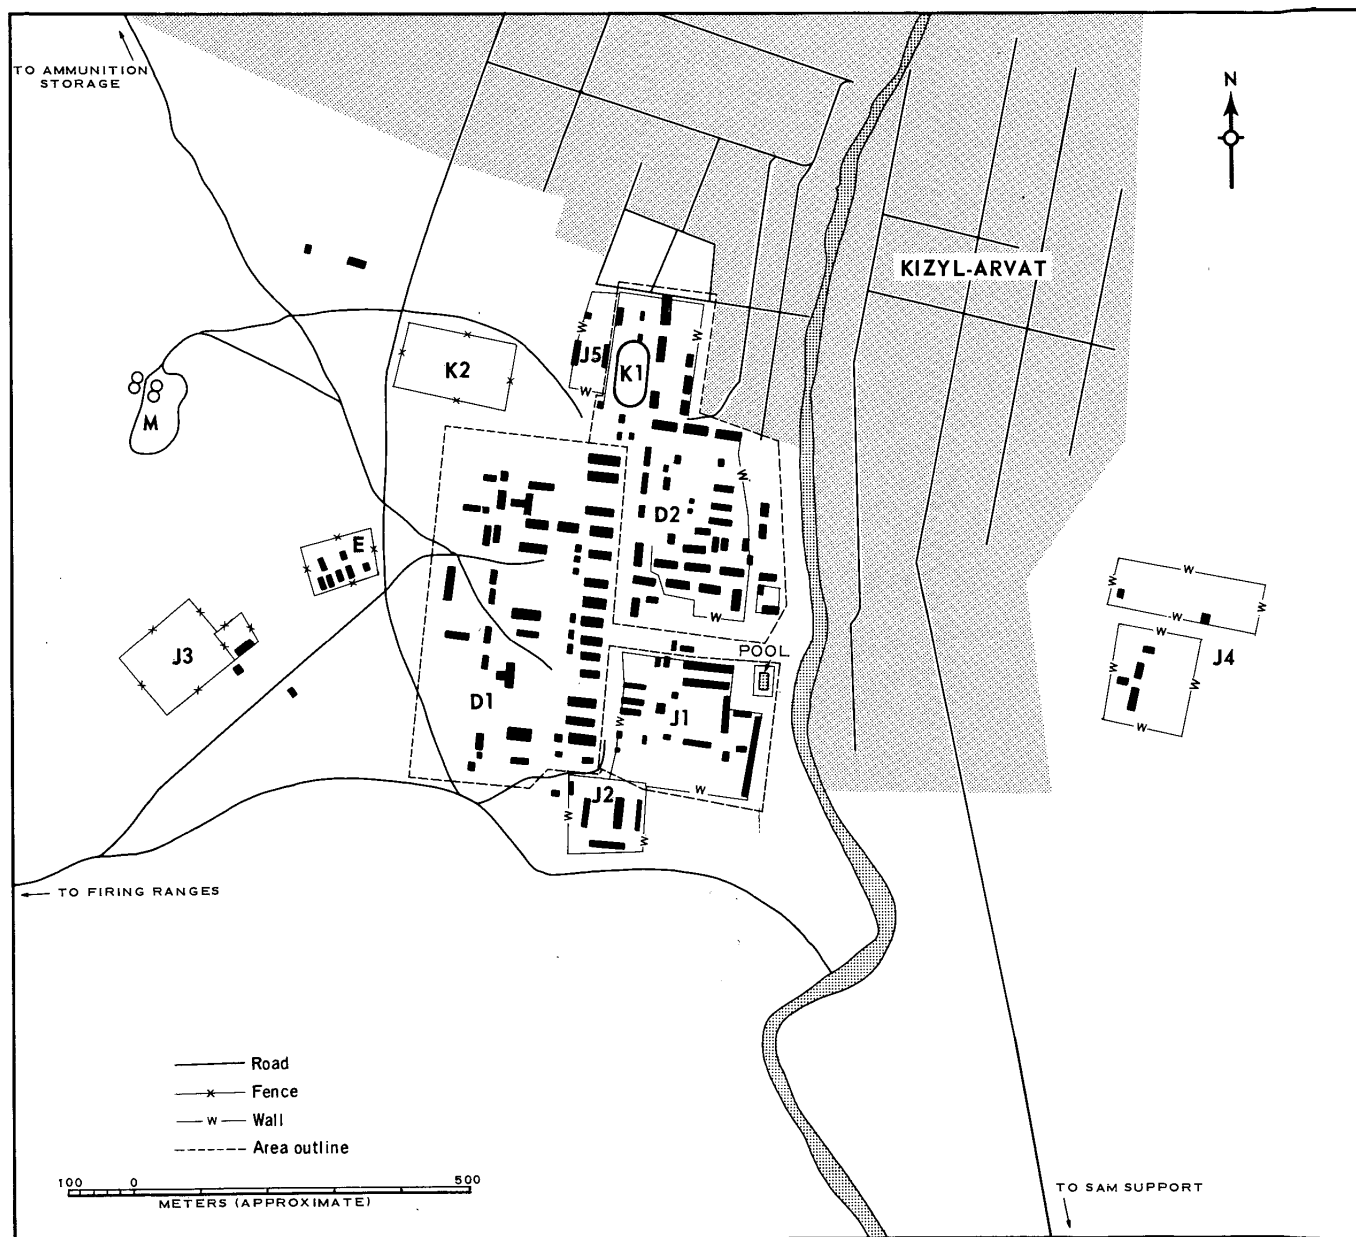 TO AMMUNITION
STORAGE
N
KIZYL-ARVAT
J5
K1
K2
M
D2
E
J3
POOL
J4
D1
J1
J2
TO FIRING RANGES
Road
x Fence
W Wall
Area outline
100 0 500
METERS (APPROXIMATE)
TO SAM SUPPORT